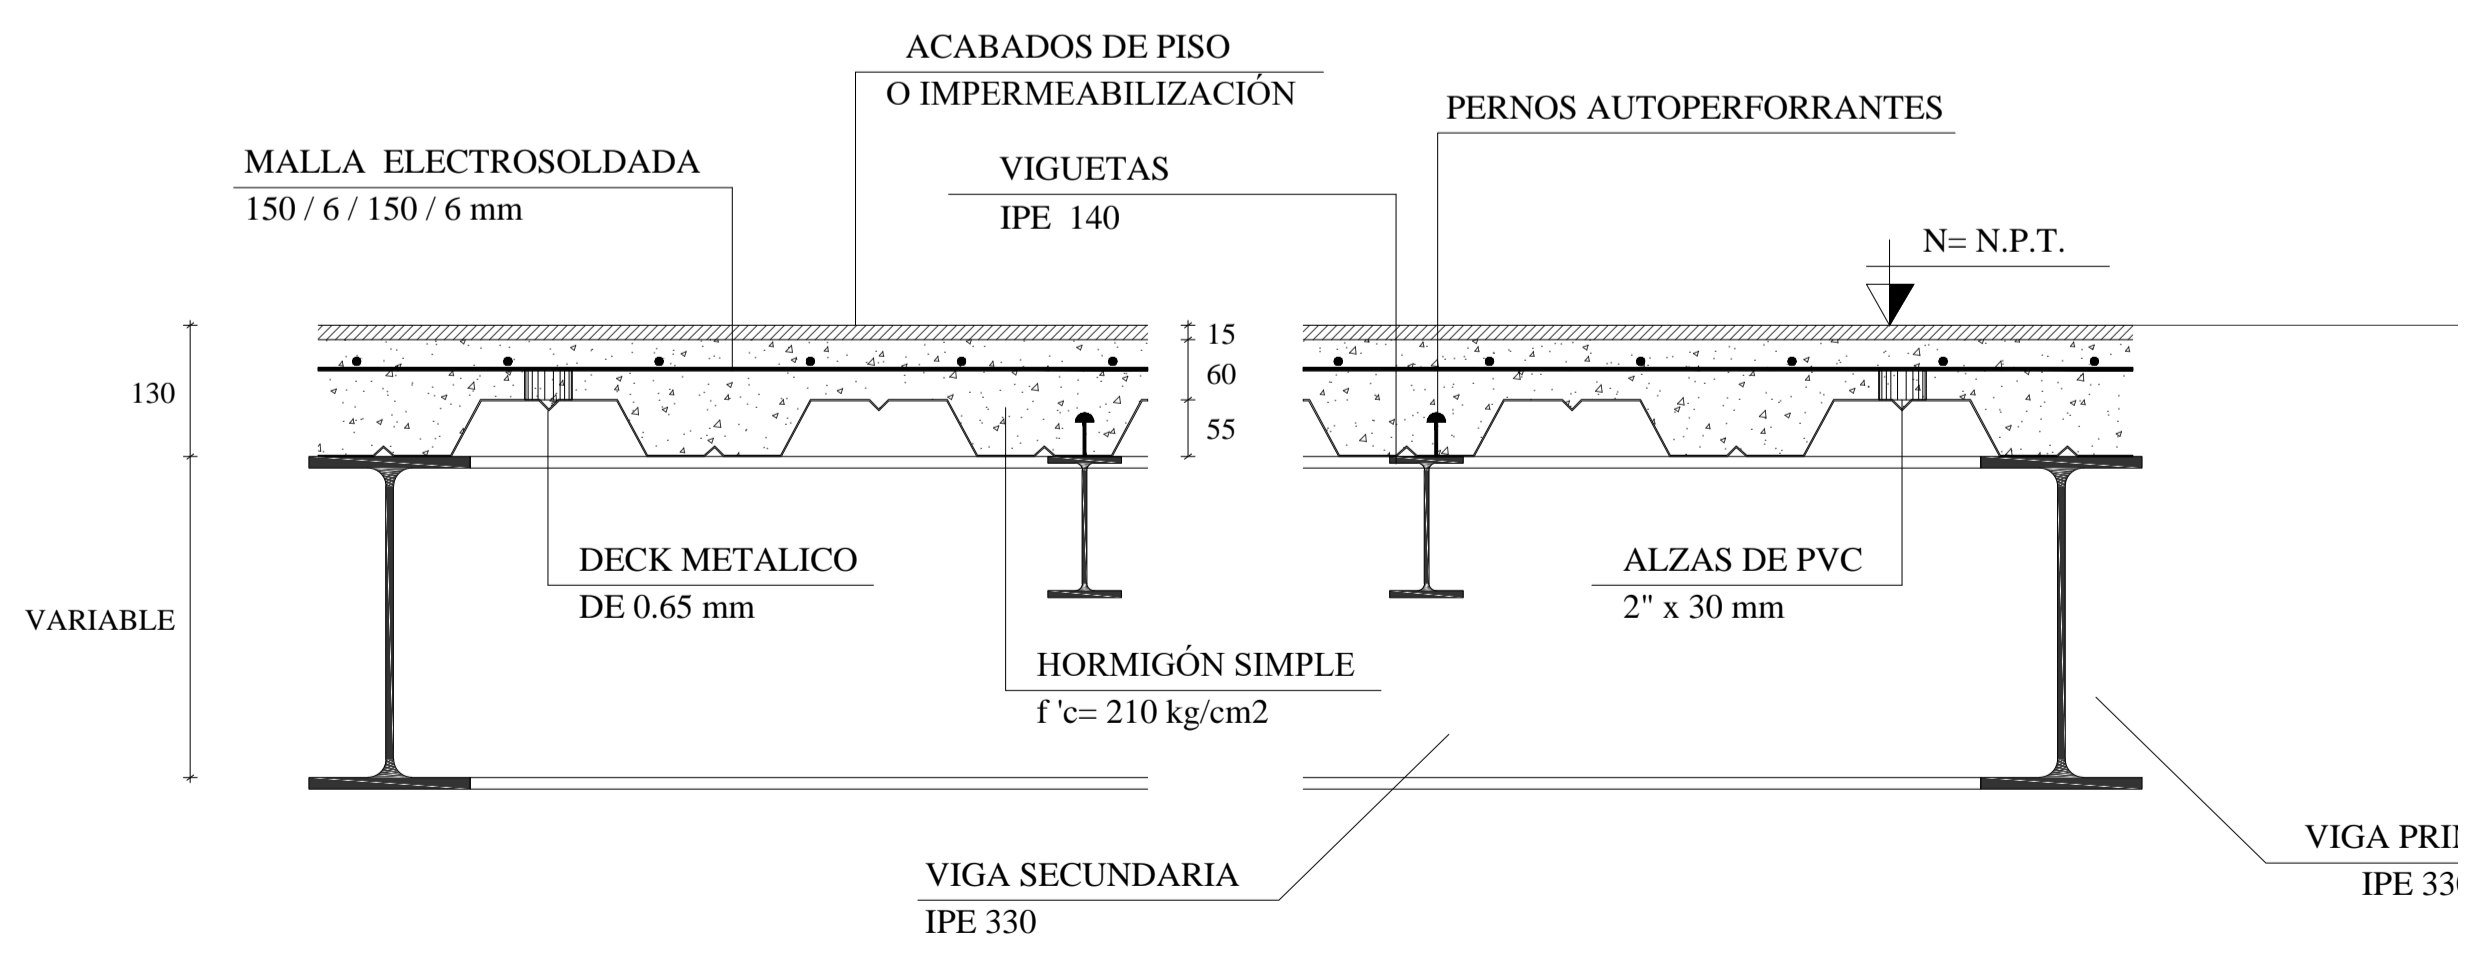 ACABADOS DE PISO
O IMPERMEABILIZACIÓN
PERNOS AUTOPERFORRANTES
MALLA ELECTROSOLDADA
150 / 6 / 150 / 6 mm
VIGUETAS
IPE 140
N= N.P.T.
15
60
55
130
VARIABLE
DECK METALICO
DE 0.65 mm
ALZAS DE PVC
2" x 30 mm
HORMIGÓN SIMPLE
f 'c= 210 kg/cm2
VIGA SECUNDARIA
IPE 330
VIGA
IPE